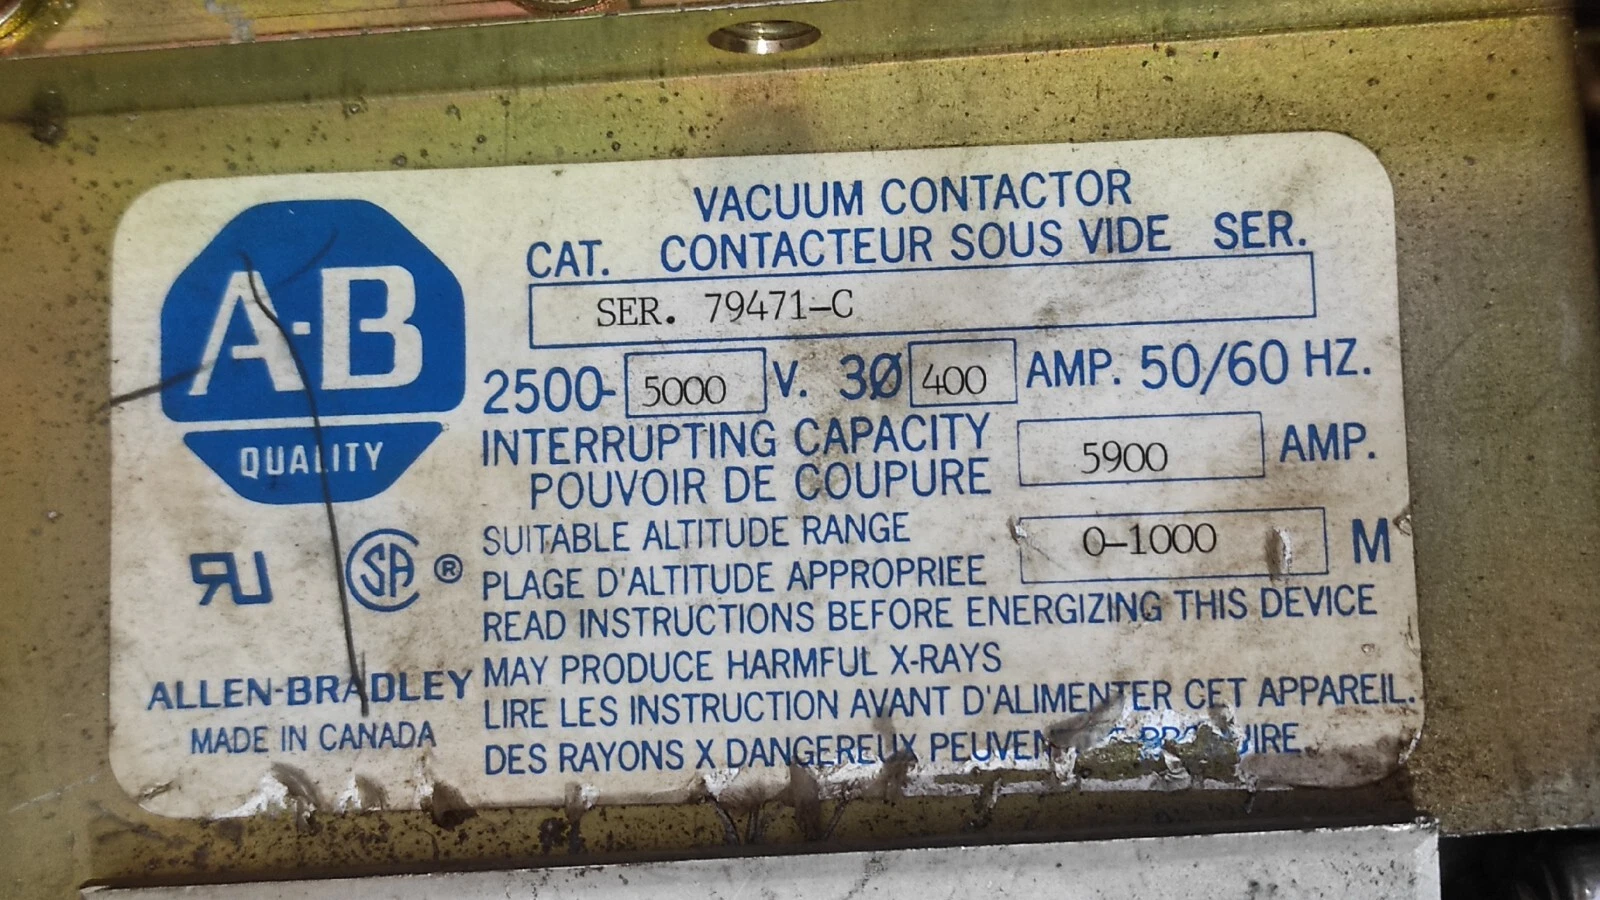 VACUUM CONTACTOR
CAT. CONTACTEUR SOUS VIDE SER.
SER. 79471-C
2500- 5000 V. 3Ø 400 AMP. 50/60 HZ.
INTERRUPTING CAPACITY
POUVOIR DE COUPURE 5900 AMP.
SUITABLE ALTITUDE RANGE
PLAGE D'ALTITUDE APPROPRIEE 0-1000 M
READ INSTRUCTIONS BEFORE ENERGIZING THIS DEVICE
MAY PRODUCE HARMFUL X-RAYS
LIRE LES INSTRUCTION AVANT D'ALIMENTER CET APPAREIL.
DES RAYONS X DANGEREUX
A-B
QUALITY
RU SA ®
ALLEN-BRADLEY
MADE IN CANADA